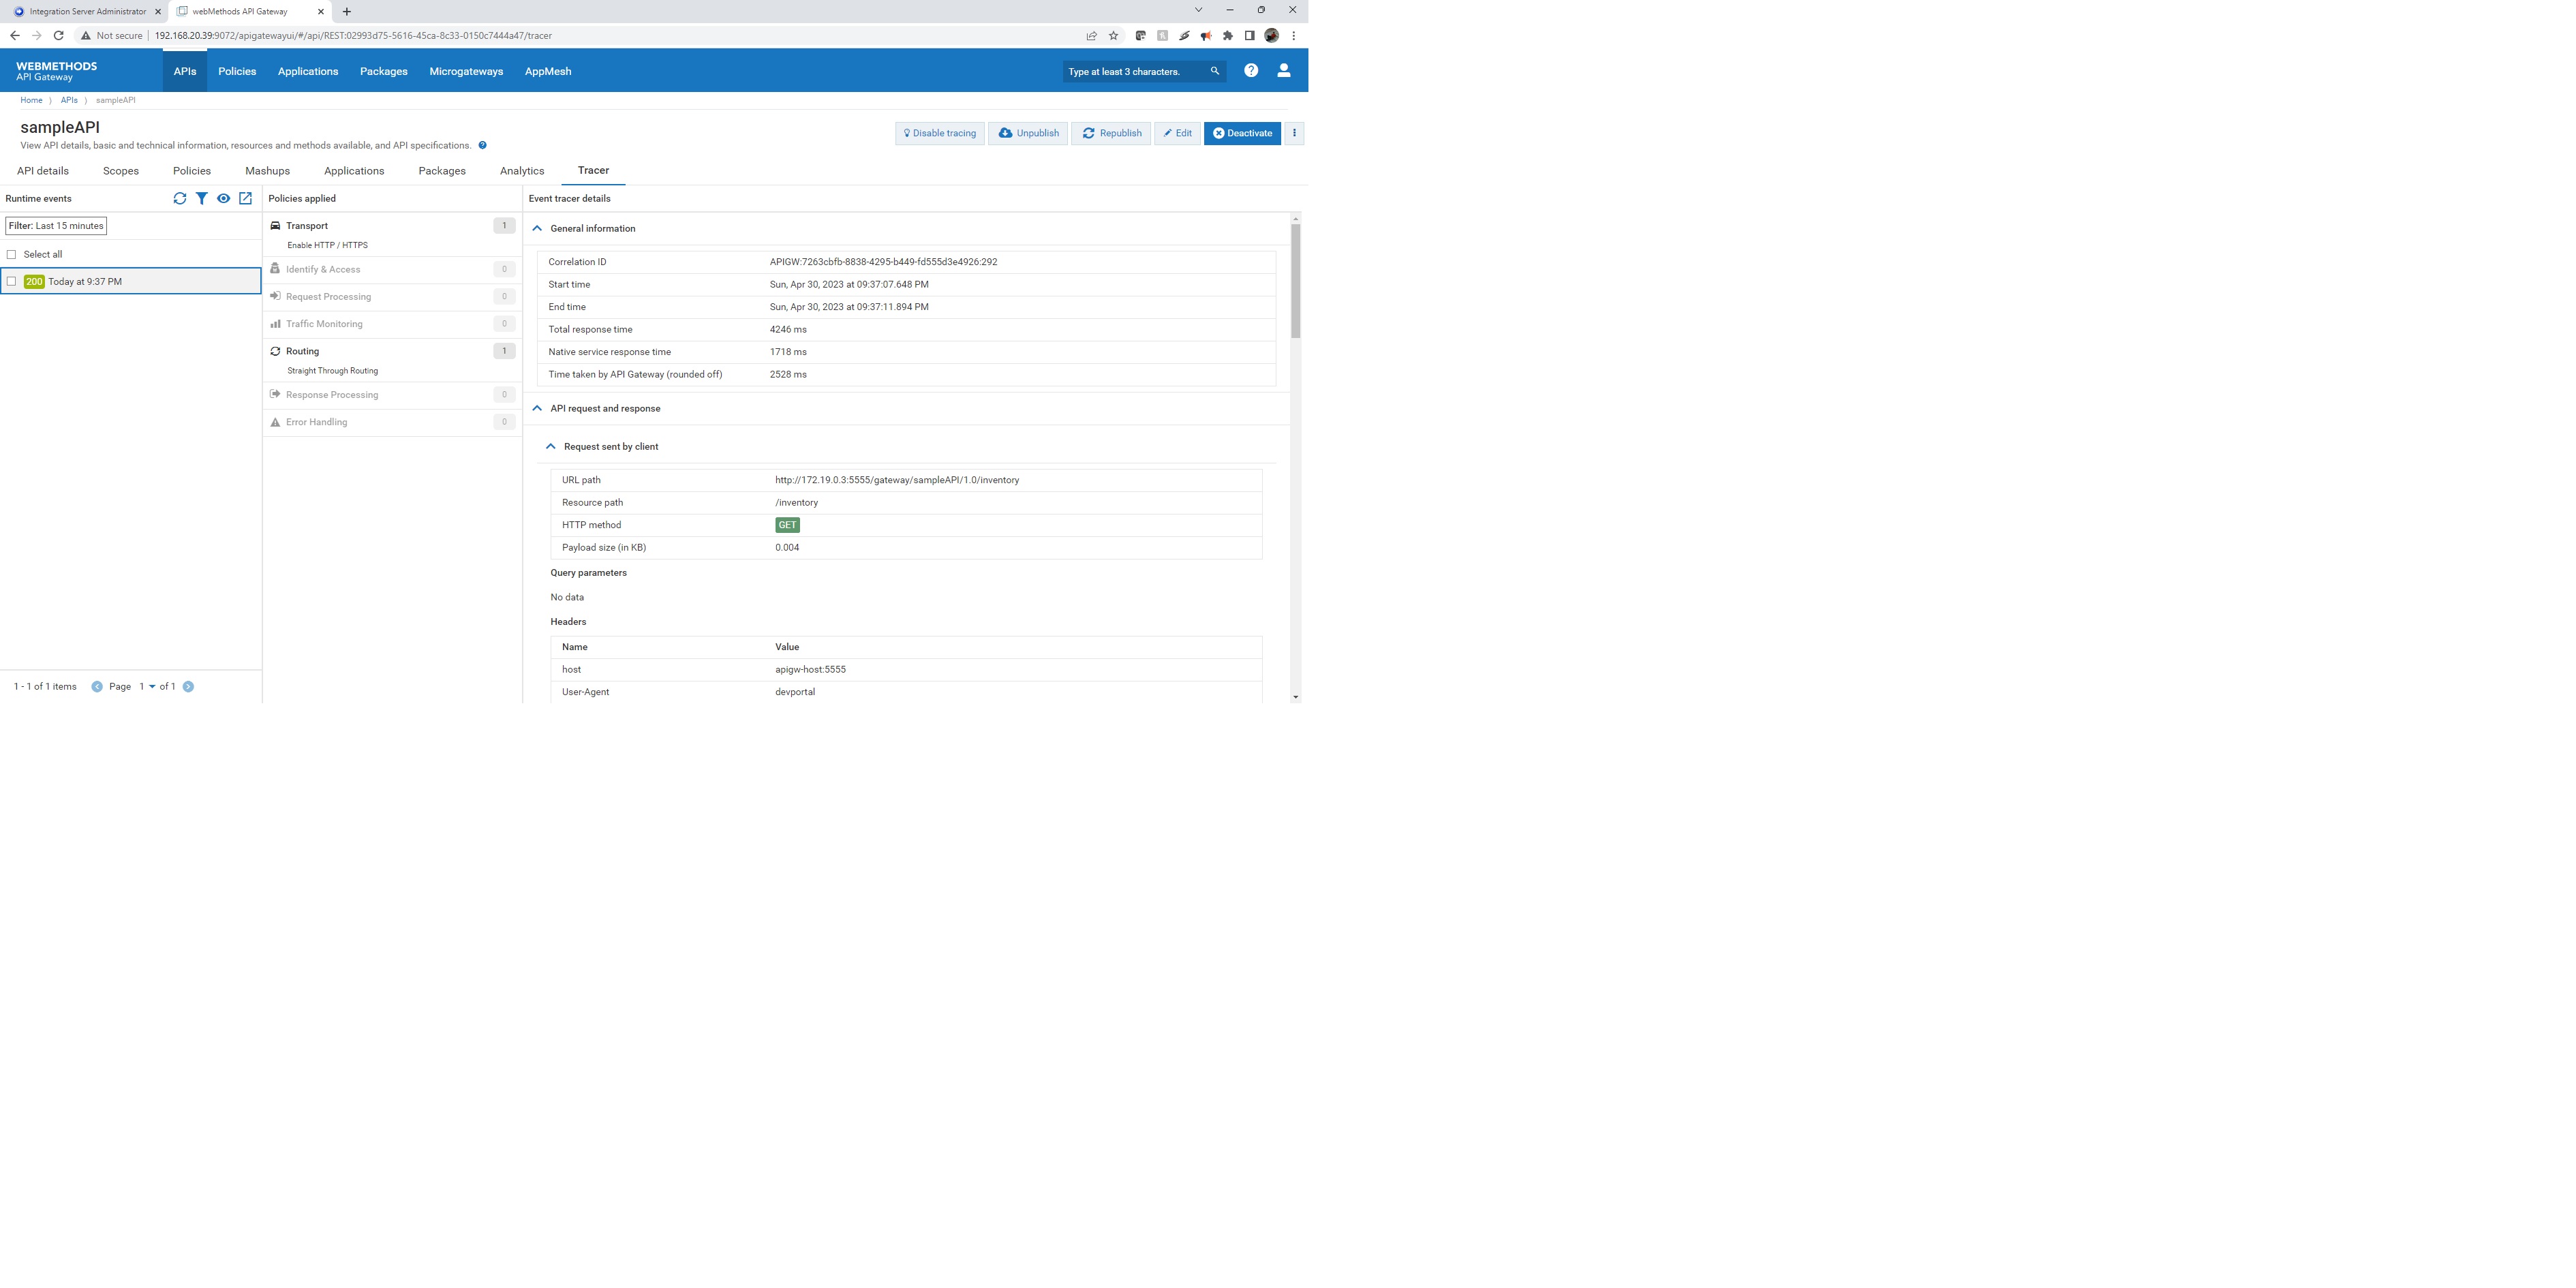 Integration Server Administrator
webMethods API Gateway
Not secure
192.168.20.39:9072/apigatewayui/#/api/REST:02993d75-5616-45ca-8c33-0150c7444a47/tracer
WEBMETHODS
API Gateway
APIs
Policies
Applications
Packages
Microgateways
AppMesh
Type at least 3 characters.
Home ) APIs ) sampleAPI
sampleAPI
View API details, basic and technical information, resources and methods available, and API specifications.
Disable tracing
Unpublish
Republish
Edit
Deactivate
API details
Scopes
Policies
Mashups
Applications
Packages
Analytics
Tracer
Runtime events
Filter: Last 15 minutes
Select all
200 Today at 9:37 PM
1 - 1 of 1 items
Page 1 of 1
Policies applied
Transport 1
Enable HTTP / HTTPS
Identify & Access 0
Request Processing 0
Traffic Monitoring 0
Routing 1
Straight Through Routing
Response Processing 0
Error Handling 0
Event tracer details
General information
Correlation ID APIGW:7263cbfb-8838-4295-b449-fd555d3e4926:292
Start time Sun, Apr 30, 2023 at 09:37:07.648 PM
End time Sun, Apr 30, 2023 at 09:37:11.894 PM
Total response time 4246 ms
Native service response time 1718 ms
Time taken by API Gateway (rounded off) 2528 ms
API request and response
Request sent by client
URL path http://172.19.0.3:5555/gateway/sampleAPI/1.0/inventory
Resource path /inventory
HTTP method GET
Payload size (in KB) 0.004
Query parameters
No data
Headers
Name Value
host apigw-host:5555
User-Agent devportal